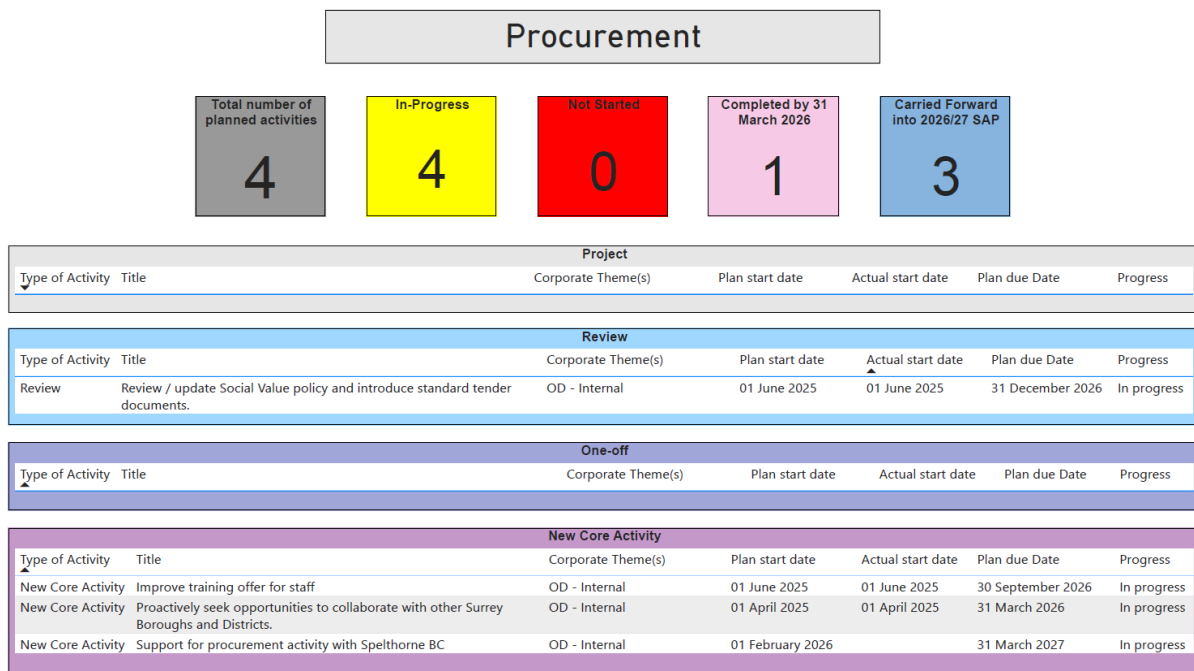 Procurement
Total number of
planned activities
4
In-Progress
4
Not Started
0
Completed by 31
March 2026
1
Carried Forward
into 2026/27 SAP
3
Project
Type of Activity Title Corporate Theme(s) Plan start date Actual start date Plan due Date Progress
Review
Type of Activity Title Corporate Theme(s) Plan start date Actual start date Plan due Date Progress
Review Review / update Social Value policy and introduce standard tender OD - Internal 01 June 2025 01 June 2025 31 December 2026 In progress
documents.
One-off
Type of Activity Title Corporate Theme(s) Plan start date Actual start date Plan due Date Progress
New Core Activity
Type of Activity Title Corporate Theme(s) Plan start date Actual start date Plan due Date Progress
New Core Activity Improve training offer for staff OD - Internal 01 June 2025 01 June 2025 30 September 2026 In progress
New Core Activity Proactively seek opportunities to collaborate with other Surrey OD - Internal 01 April 2025 01 April 2025 31 March 2026 In progress
Boroughs and Districts.
New Core Activity Support for procurement activity with Spelthorne BC OD - Internal 01 February 2026 31 March 2027 In progress